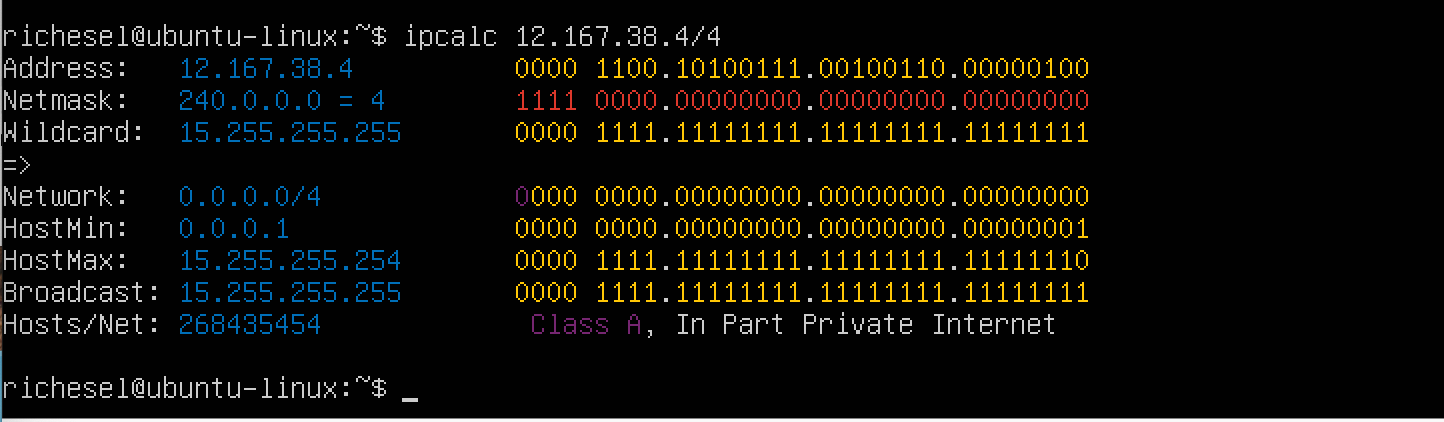 richesel@ubuntu-linux:~$ ipcalc 12.167.38.4/4
Address:   12.167.38.4          0000 1100.10100111.00100110.00000100
Netmask:   240.0.0.0 = 4        1111 0000.00000000.00000000.00000000
Wildcard:  15.255.255.255       0000 1111.11111111.11111111.11111111
=>
Network:   0.0.0.0/4            0000 0000.00000000.00000000.00000000
HostMin:   0.0.0.1              0000 0000.00000000.00000000.00000001
HostMax:   15.255.255.254       0000 1111.11111111.11111111.11111110
Broadcast: 15.255.255.255       0000 1111.11111111.11111111.11111111
Hosts/Net: 268435454             Class A, In Part Private Internet
richesel@ubuntu-linux:~$ _